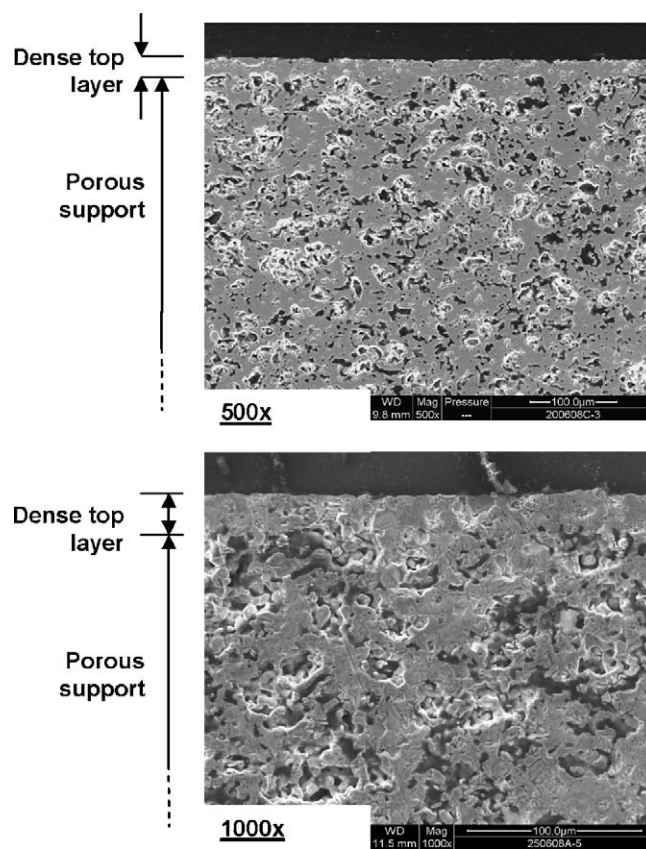 Dense top
layer
Porous
support
500x
WD Mag Pressure 100.0µm
9.8 mm 500x --- 200608C-3
Dense top
layer
Porous
support
1000x
WD Mag 100.0µm
11.5 mm 1000x 250608A-5